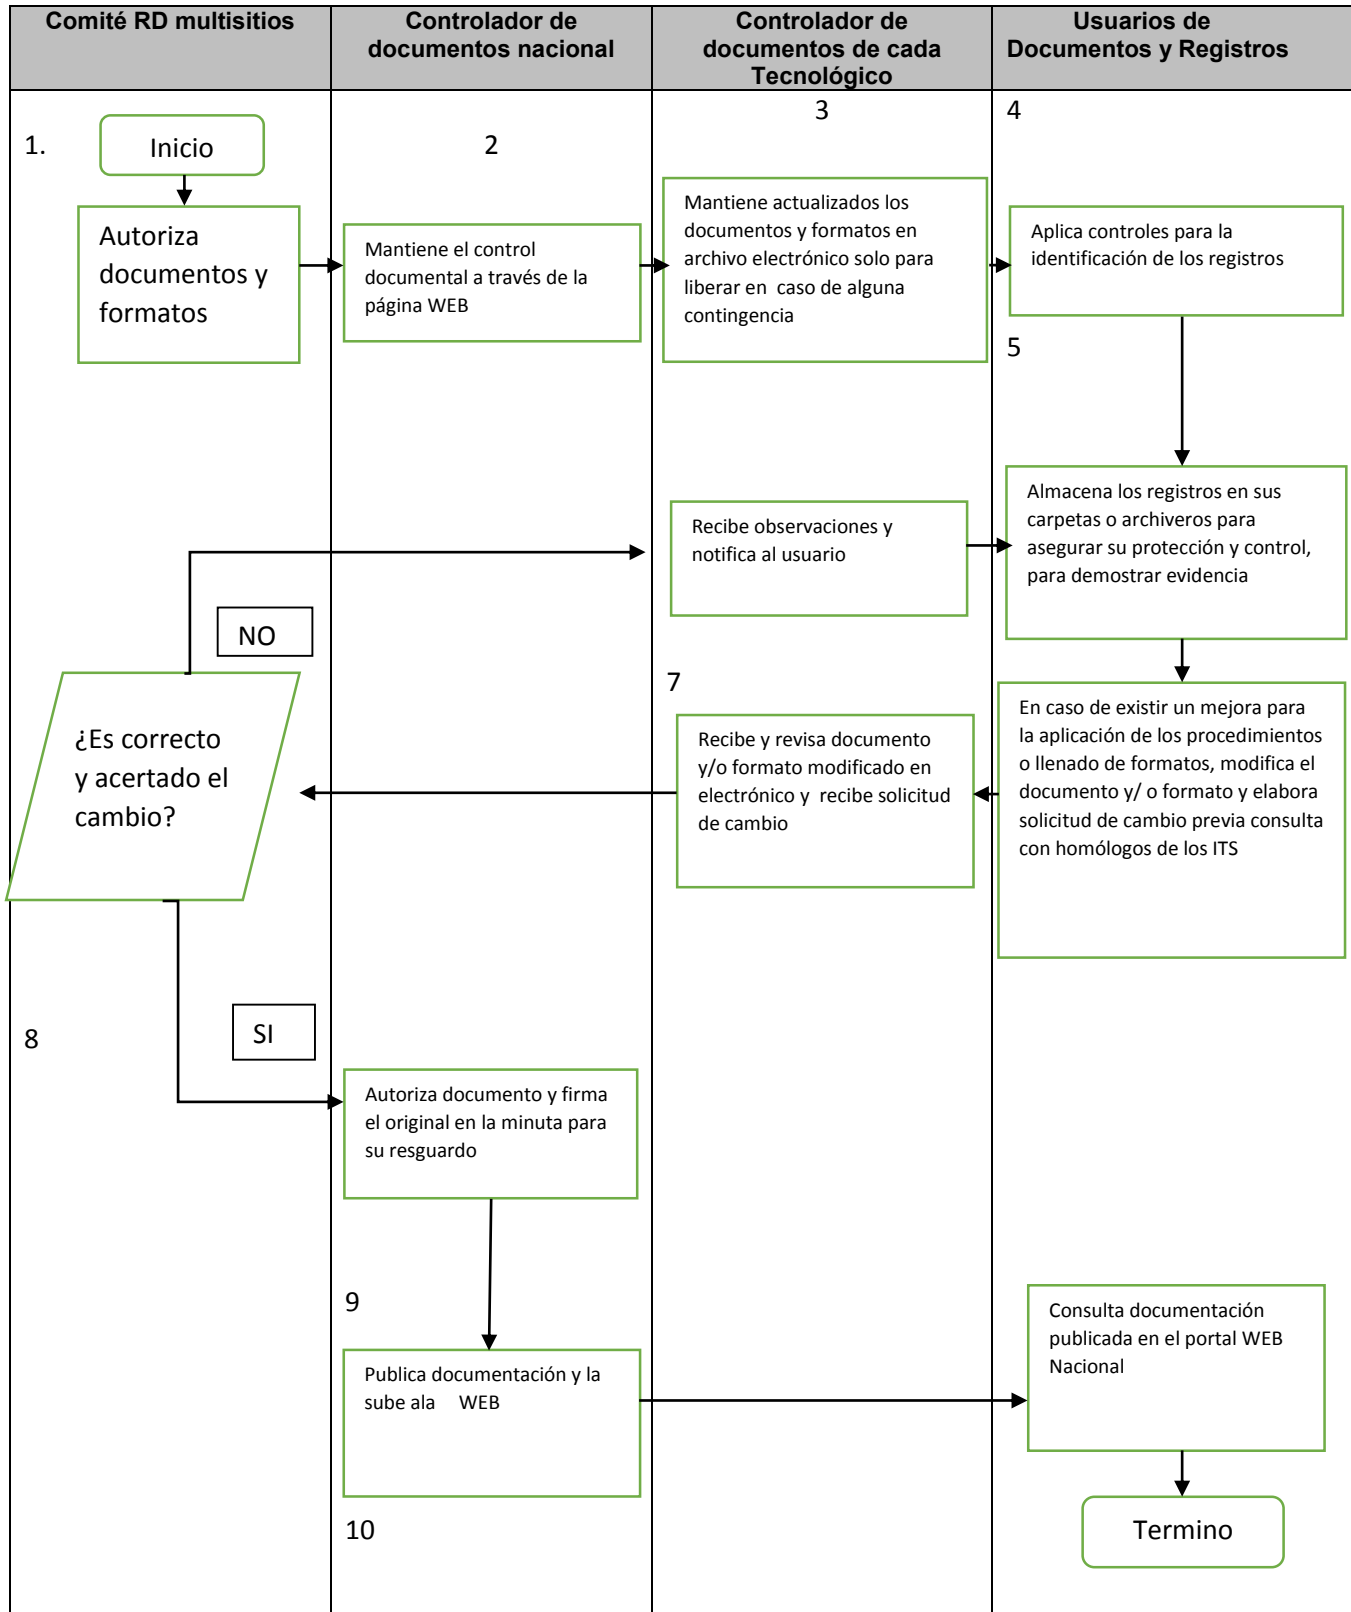 Comité RD multisitios
Controlador de
documentos nacional
Controlador de
documentos de cada
Tecnológico
Usuarios de
Documentos y Registros
1.
Inicio
2
3
4
Autoriza
documentos y
formatos
Mantiene el control
documental a través de la
página WEB
Mantiene actualizados los
documentos y formatos en
archivo electrónico solo para
liberar en caso de alguna
contingencia
Aplica controles para la
identificación de los registros
5
Recibe observaciones y
notifica al usuario
Almacena los registros en sus
carpetas o archiveros para
asegurar su protección y control,
para demostrar evidencia
NO
¿Es correcto
y acertado el
cambio?
7
Recibe y revisa documento
y/o formato modificado en
electrónico y recibe solicitud
de cambio
En caso de existir un mejora para
la aplicación de los procedimientos
o llenado de formatos, modifica el
documento y/ o formato y elabora
solicitud de cambio previa consulta
con homólogos de los ITS
8
SI
Autoriza documento y firma
el original en la minuta para
su resguardo
9
Publica documentación y la
sube ala WEB
Consulta documentación
publicada en el portal WEB
Nacional
10
Termino